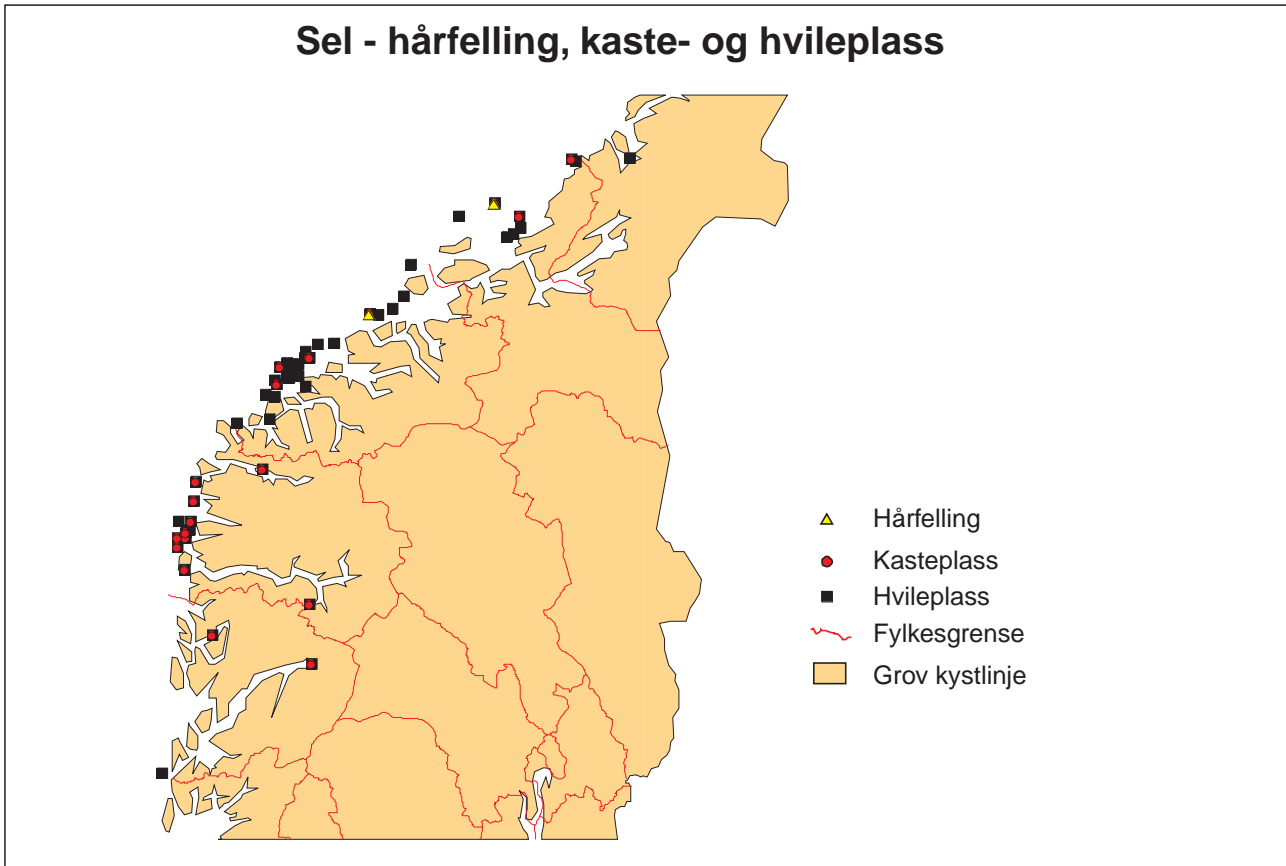 Sel - hårfelling, kaste- og hvileplass
Hårfelling
Kasteplass
Hvileplass
Fylkesgrense
Grov kystlinje